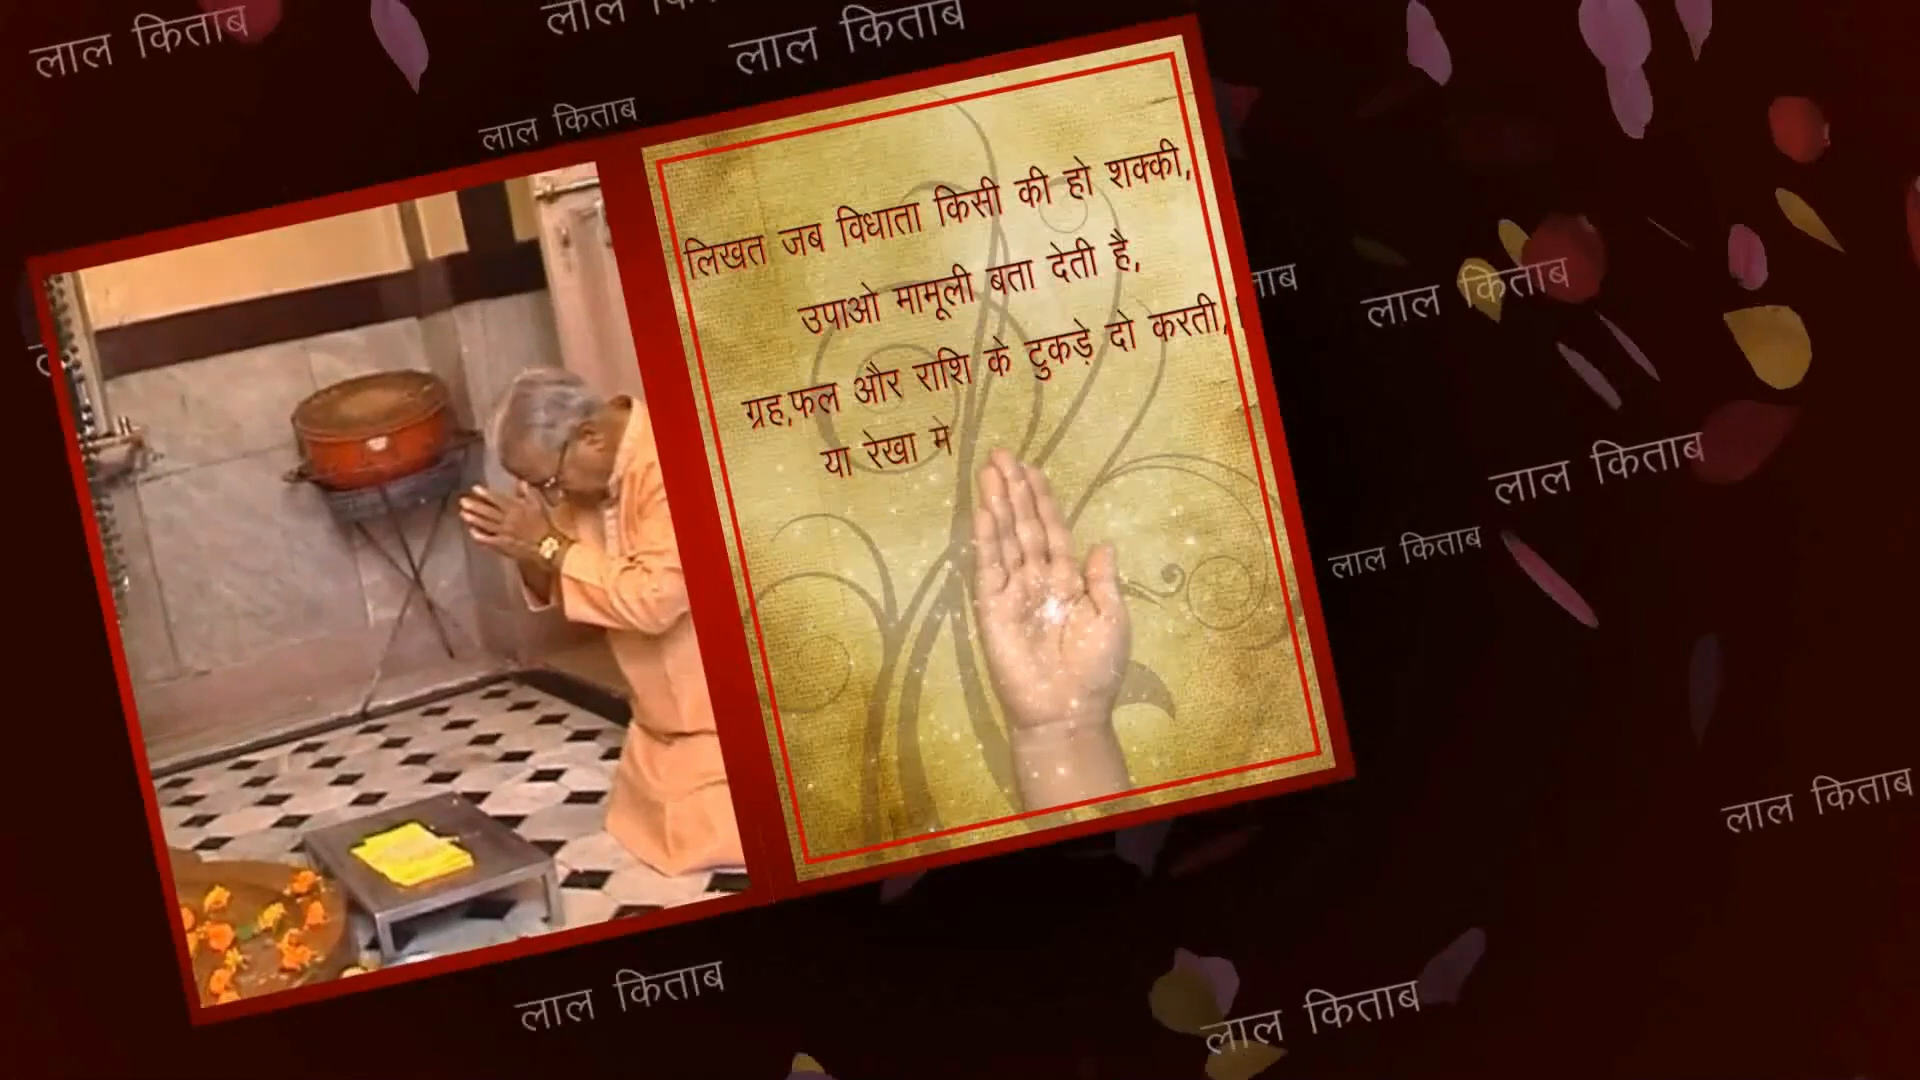 लाल किताब
लाल
लाल किताब
लाल किताब
लिखत जब विधाता किसी की हो शक्की,
उपाओ मामूली बता देती है,
ग्रह,फल और राशि के टुकड़े दो करती,
या रेखा मे
लाल किताब
लाल किताब
लाल किताब
लाल किताब
लाल किताब
लाल किताब